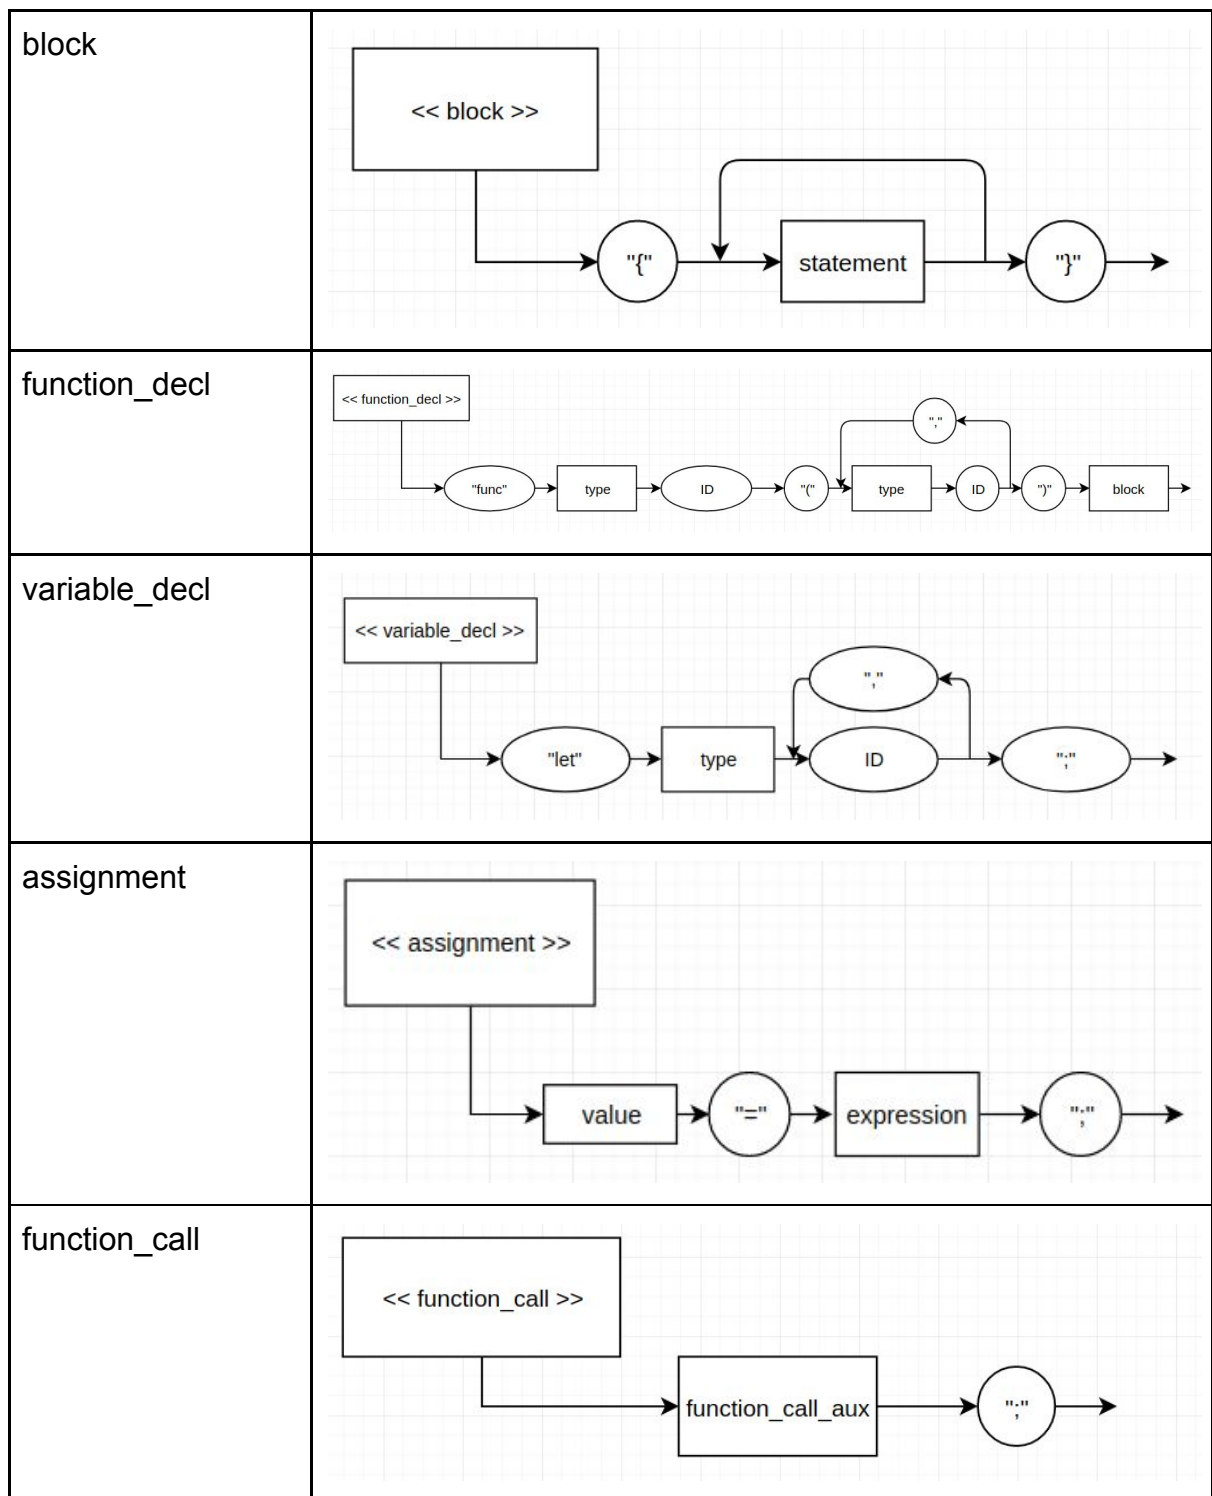 block
<< block >>
"{"
statement
"}"
function_decl
<< function_decl >>
","
"func"
type
ID
"("
type
ID
")"
block
variable_decl
<< variable_decl >>
","
"let"
type
ID
";"
assignment
<< assignment >>
value
"="
expression
";"
function_call
<< function_call >>
function_call_aux
";"